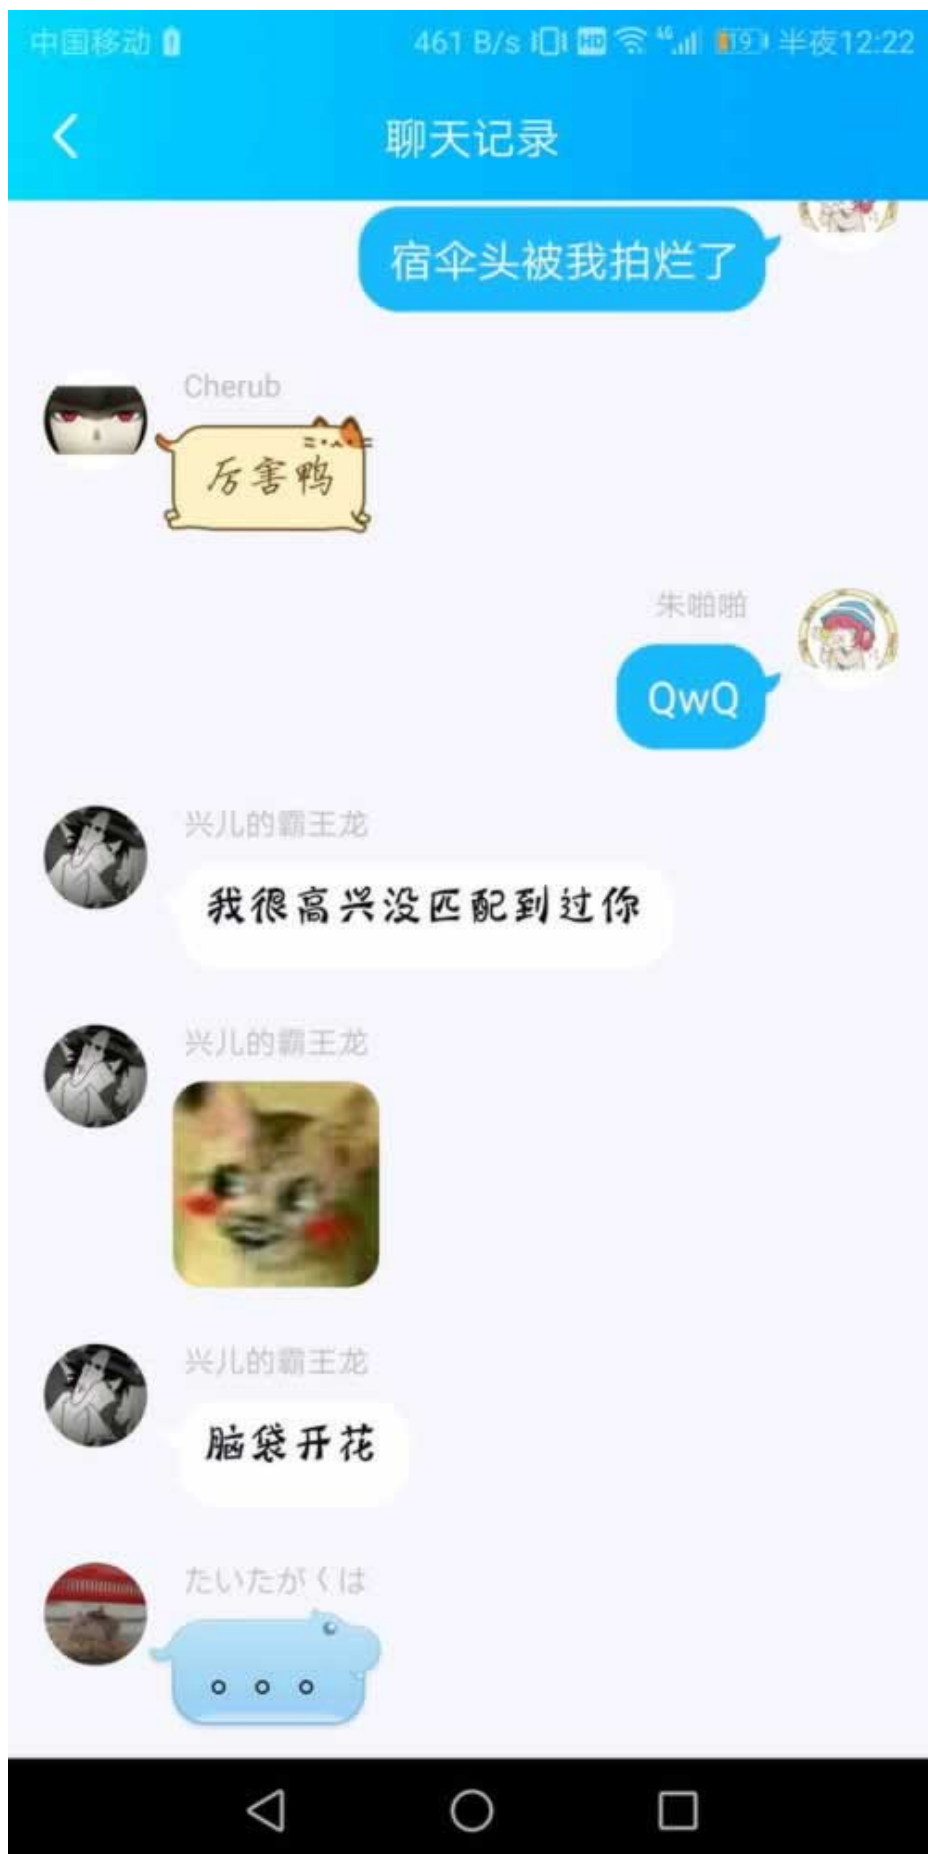 中国移动 461 B/s HD 4G 19 半夜12:22
聊天记录
宿伞头被我拍烂了
Cherub
厉害鸭
朱啪啪
QwQ
兴儿的霸王龙
我很高兴没匹配到过你
兴儿的霸王龙
兴儿的霸王龙
脑袋开花
たいたがくは
。。。